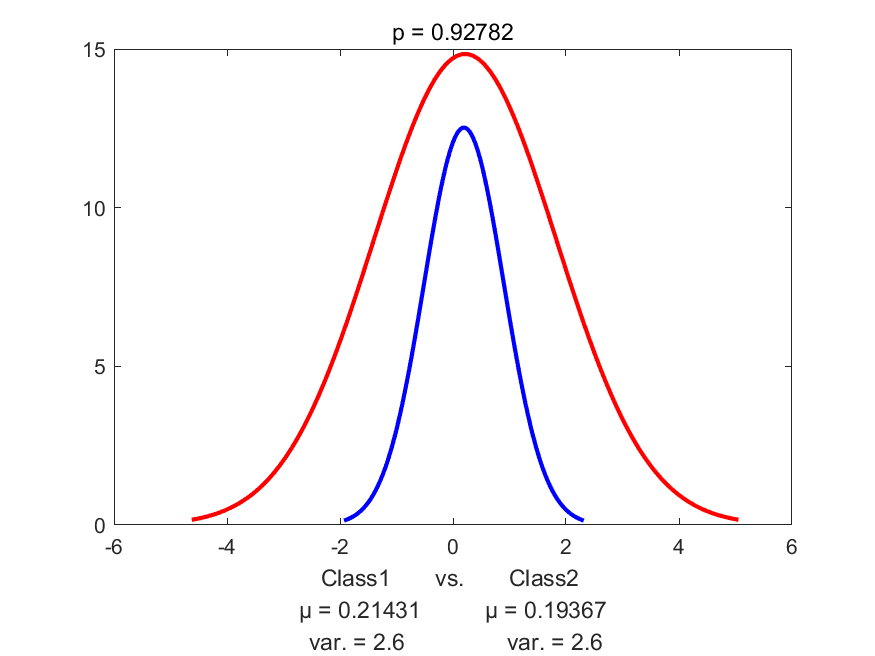 p = 0.92782
15
10
5
0
-6 -4 -2 0 2 4 6
Class1 vs. Class2
μ = 0.21431 μ = 0.19367
var. = 2.6 var. = 2.6